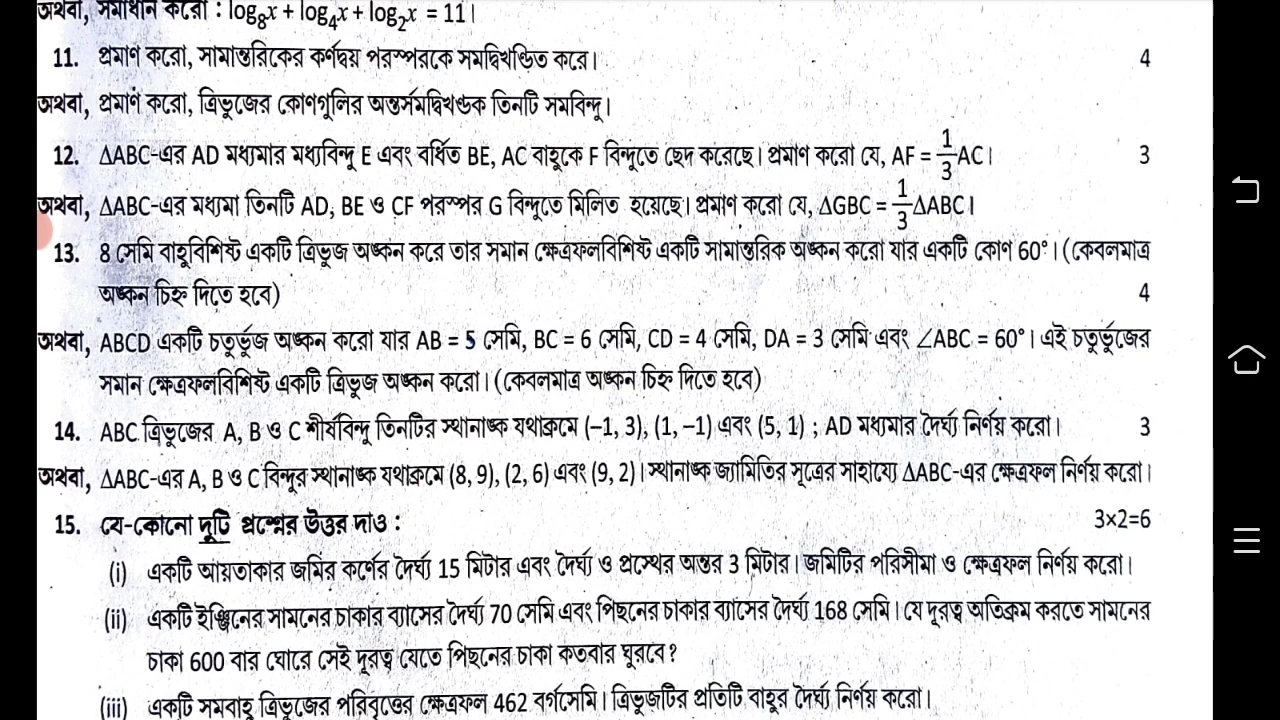 অথবা, সমাধান করো : log₈x + log₄x + log₂x = 11।
11. প্রমাণ করো, সামান্তরিকের কর্ণদ্বয় পরস্পরকে সমদ্বিখণ্ডিত করে। 4
অথবা, প্রমাণ করো, ত্রিভুজের কোণগুলির অন্তর্সমদ্বিখণ্ডক তিনটি সমবিন্দু।
12. ΔABC-এর AD মধ্যমার মধ্যবিন্দু E এবং বর্ধিত BE, AC বাহুকে F বিন্দুতে ছেদ করেছে। প্রমাণ করো যে, AF = 1/3 AC। 3
অথবা, ΔABC-এর মধ্যমা তিনটি AD, BE ও CF পরস্পর G বিন্দুতে মিলিত হয়েছে। প্রমাণ করো যে, ΔGBC = 1/3 ΔABC।
13. 8 সেমি বাহুবিশিষ্ট একটি ত্রিভুজ অঙ্কন করে তার সমান ক্ষেত্রফলবিশিষ্ট একটি সামান্তরিক অঙ্কন করো যার একটি কোণ 60°। (কেবলমাত্র
অঙ্কন চিহ্ন দিতে হবে) 4
অথবা, ABCD একটি চতুর্ভুজ অঙ্কন করো যার AB = 5 সেমি, BC = 6 সেমি, CD = 4 সেমি, DA = 3 সেমি এবং ∠ABC = 60°। এই চতুর্ভুজের
সমান ক্ষেত্রফলবিশিষ্ট একটি ত্রিভুজ অঙ্কন করো। (কেবলমাত্র অঙ্কন চিহ্ন দিতে হবে)
14. ABC ত্রিভুজের A, B ও C শীর্ষবিন্দু তিনটির স্থানাঙ্ক যথাক্রমে (−1, 3), (1, −1) এবং (5, 1) ; AD মধ্যমার দৈর্ঘ্য নির্ণয় করো। 3
অথবা, ΔABC-এর A, B ও C বিন্দুর স্থানাঙ্ক যথাক্রমে (8, 9), (2, 6) এবং (9, 2)। স্থানাঙ্ক জ্যামিতির সূত্রের সাহায্যে ΔABC-এর ক্ষেত্রফল নির্ণয় করো।
15. যে-কোনো দুটি প্রশ্নের উত্তর দাও : 3×2=6
(i) একটি আয়তাকার জমির কর্ণের দৈর্ঘ্য 15 মিটার এবং দৈর্ঘ্য ও প্রস্থের অন্তর 3 মিটার। জমিটির পরিসীমা ও ক্ষেত্রফল নির্ণয় করো।
(ii) একটি ইঞ্জিনের সামনের চাকার ব্যাসের দৈর্ঘ্য 70 সেমি এবং পিছনের চাকার ব্যাসের দৈর্ঘ্য 168 সেমি। যে দূরত্ব অতিক্রম করতে সামনের
চাকা 600 বার ঘোরে সেই দূরত্ব যেতে পিছনের চাকা কতবার ঘুরবে?
(iii) একটি সমবাহু ত্রিভুজের পরিবৃত্তের ক্ষেত্রফল 462 বর্গসেমি। ত্রিভুজটির প্রতিটি বাহুর দৈর্ঘ্য নির্ণয় করো।